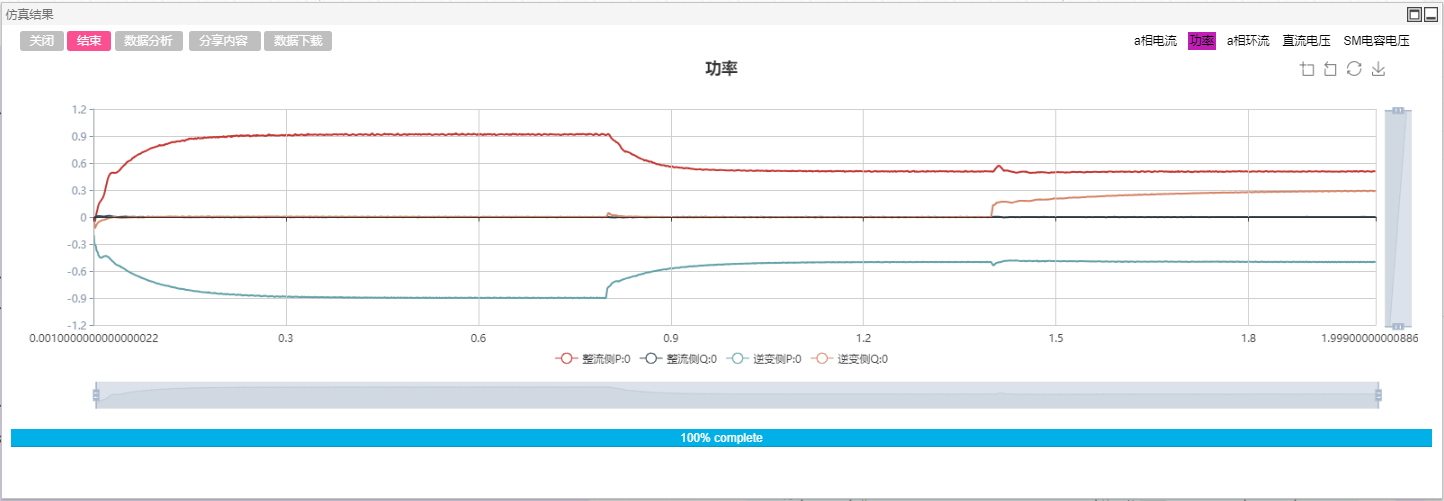 仿真结果
关闭 结束 数据分析 分享内容 数据下载 a相电流 功率 a相环流 直流电压 SM电容电压
功率
1.2
0.9
0.6
0.3
0
-0.3
-0.6
-0.9
-1.2
0.0010000000000000022 0.3 0.6 0.9 1.2 1.5 1.8 1.999000000000886
整流侧P:0 整流侧Q:0 逆变侧P:0 逆变侧Q:0
100% complete